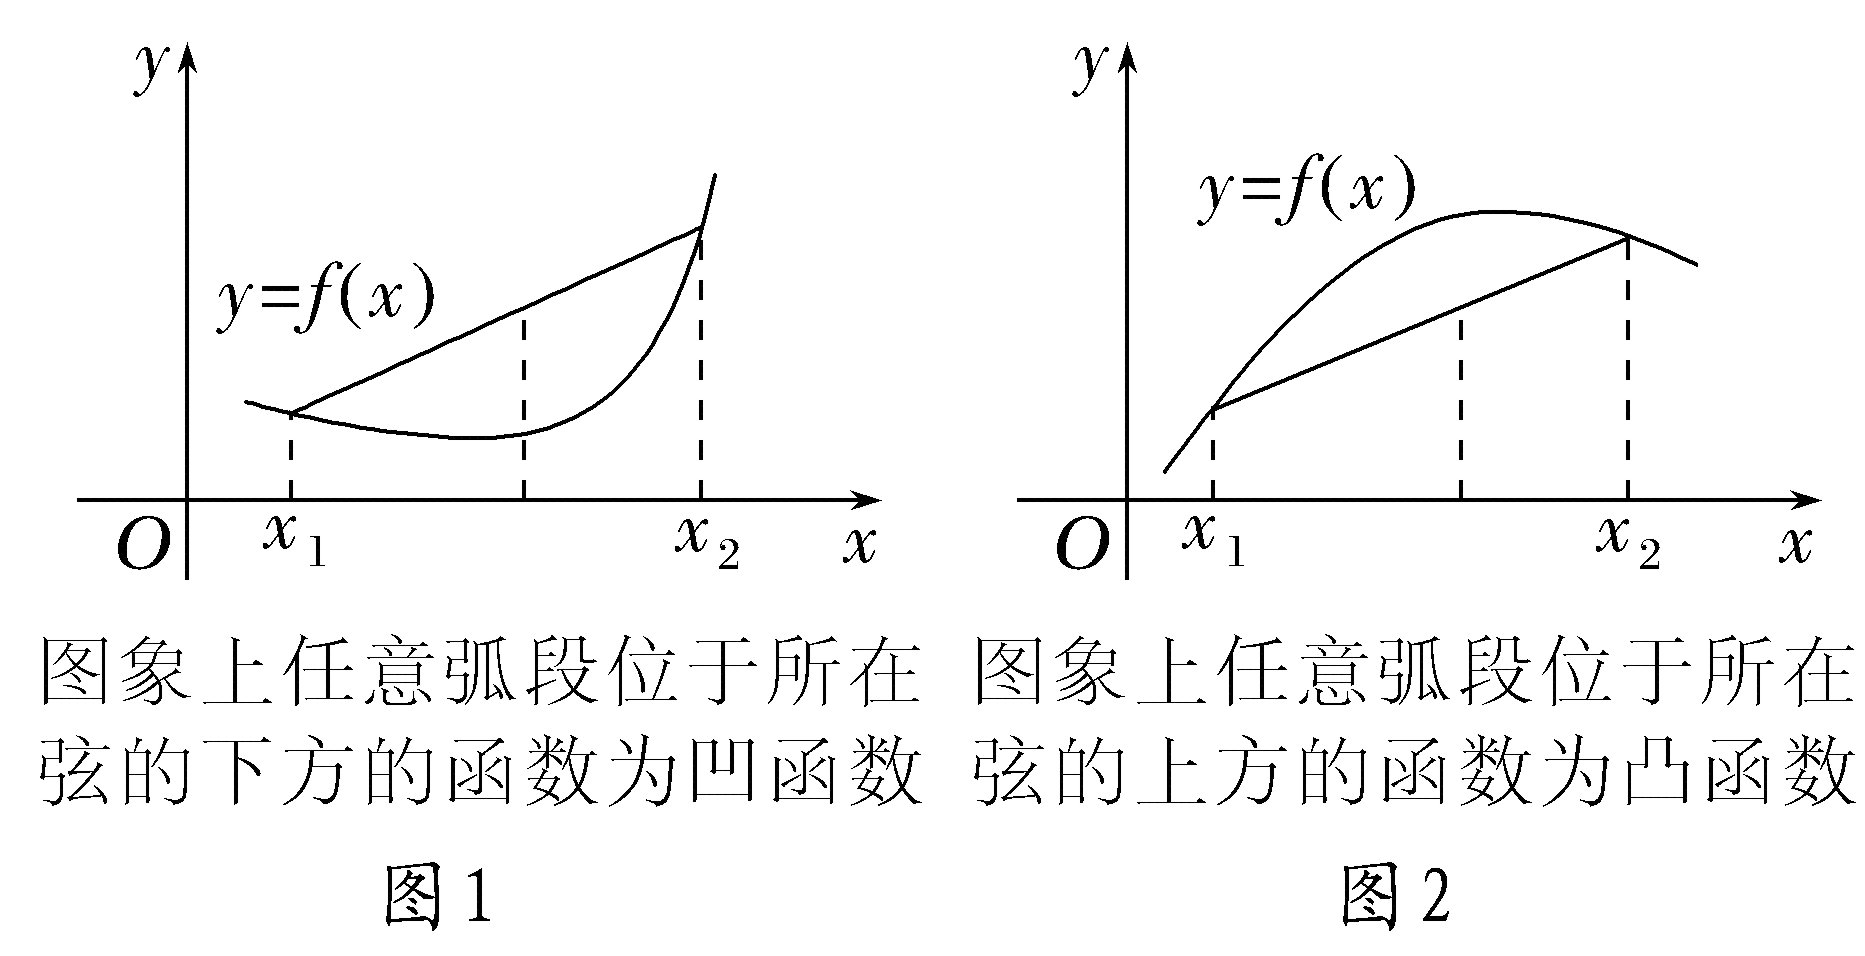 y
y=f(x)
O
x₁
x₂
x
图象上任意弧段位于所在
弦的下方的函数为凹函数
图1
y
y=f(x)
O
x₁
x₂
x
图象上任意弧段位于所在
弦的上方的函数为凸函数
图2